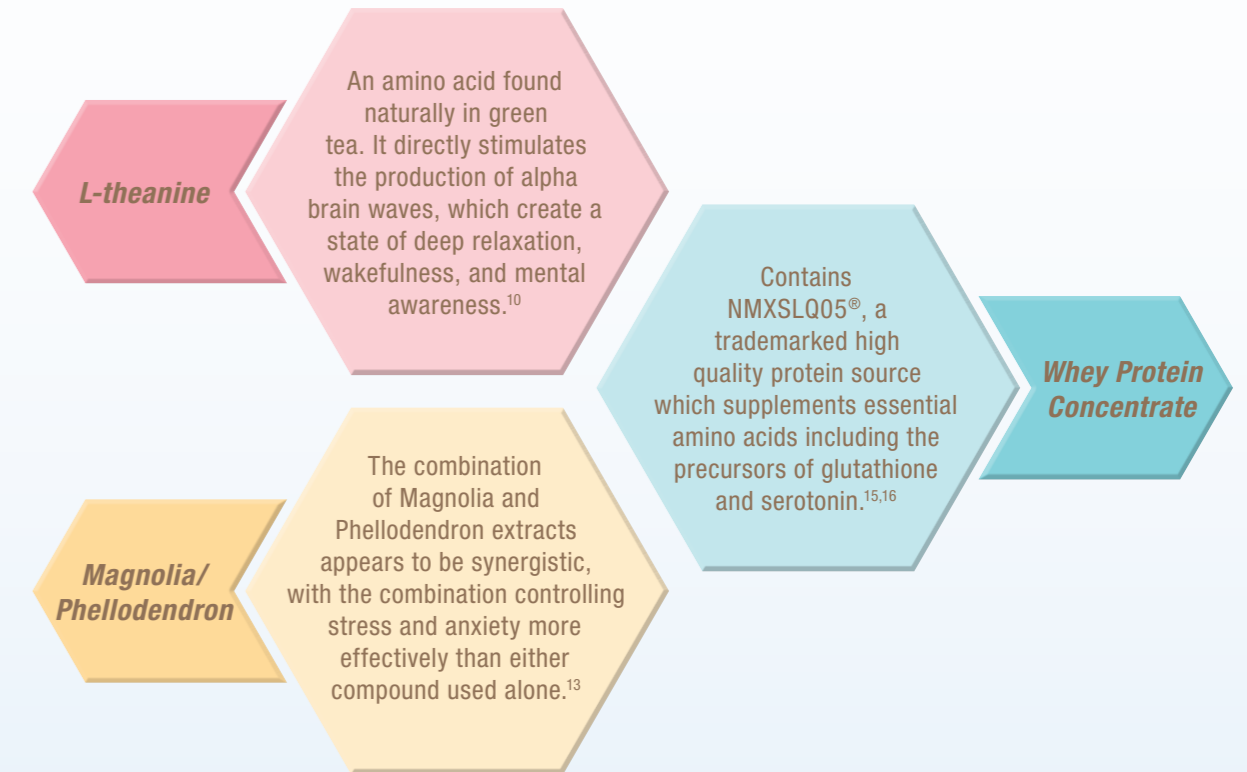 L-theanine
An amino acid found
naturally in green
tea. It directly stimulates
the production of alpha
brain waves, which create a
state of deep relaxation,
wakefulness, and mental
awareness.10
Contains
NMXSLQ05®, a
trademarked high
quality protein source
which supplements essential
amino acids including the
precursors of glutathione
and serotonin.15,16
Whey Protein
Concentrate
Magnolia/
Phellodendron
The combination
of Magnolia and
Phellodendron extracts
appears to be synergistic,
with the combination controlling
stress and anxiety more
effectively than either
compound used alone.13